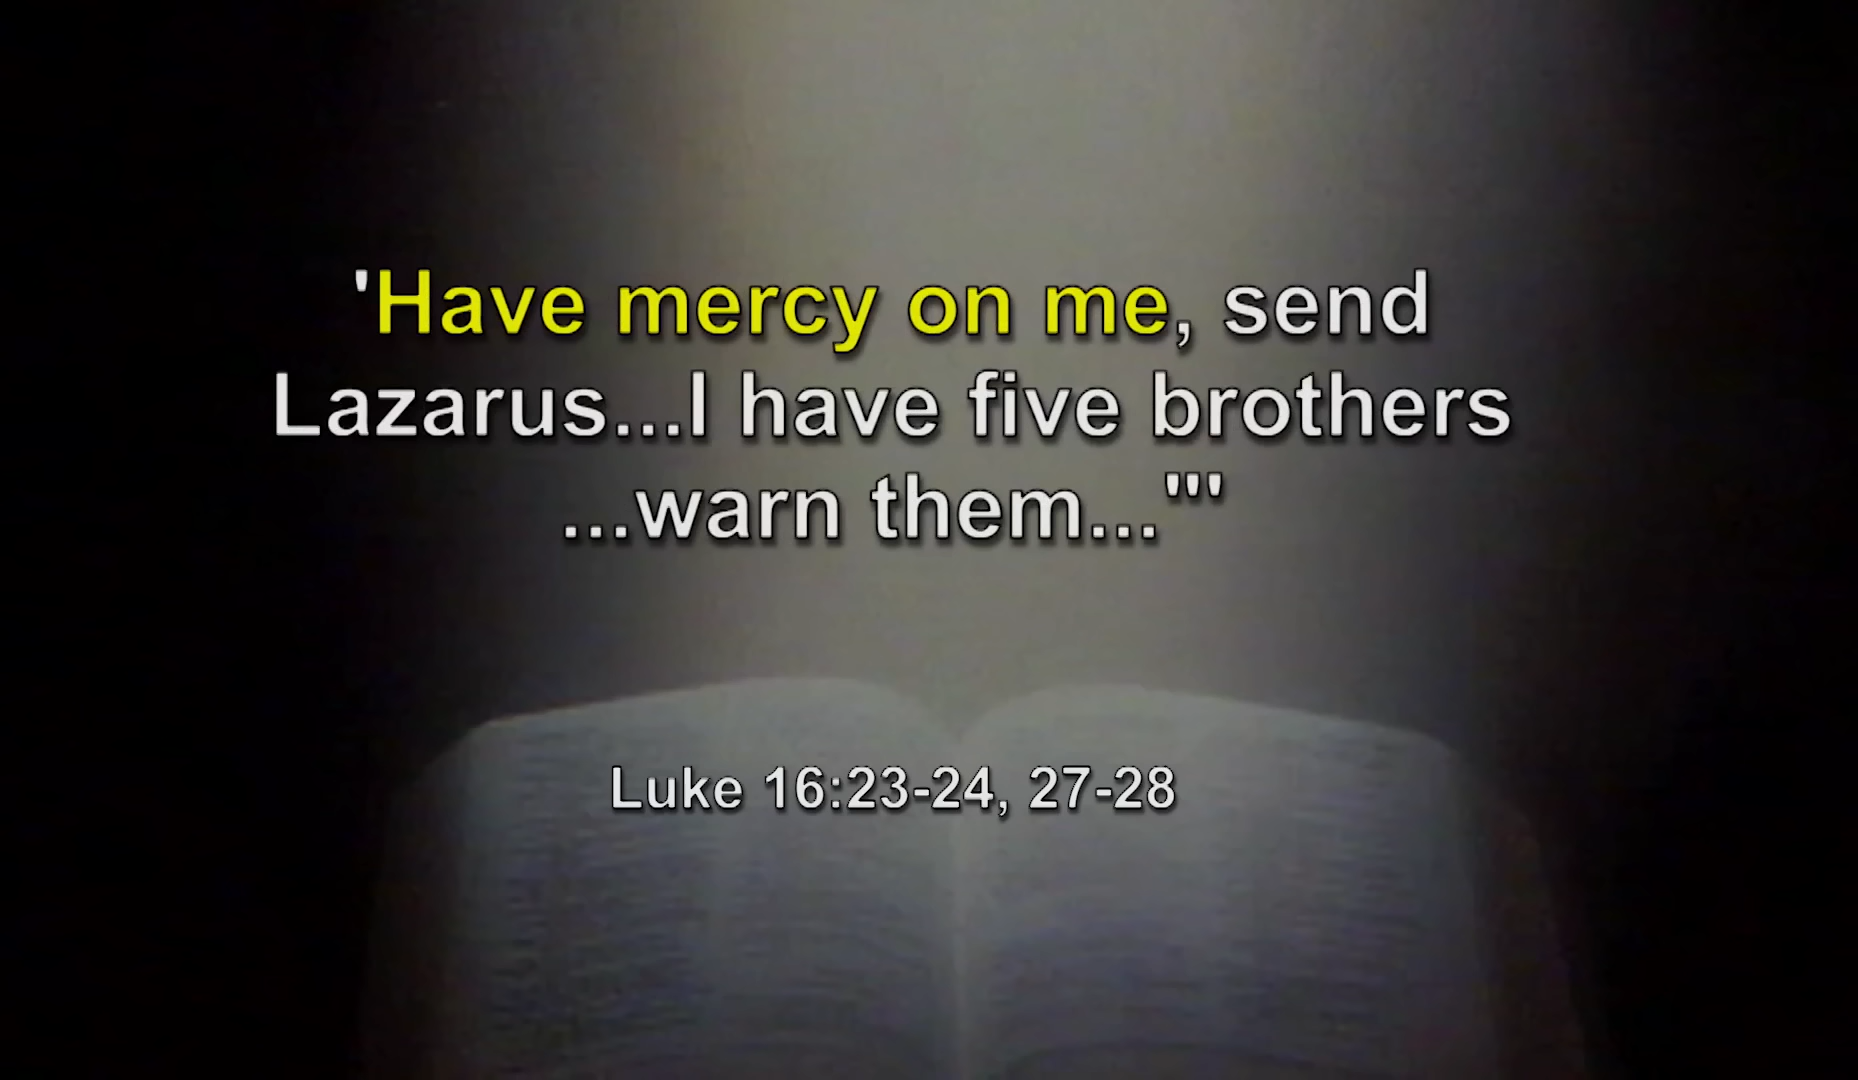 'Have mercy on me, send
Lazarus...I have five brothers
...warn them..."'
Luke 16:23-24, 27-28